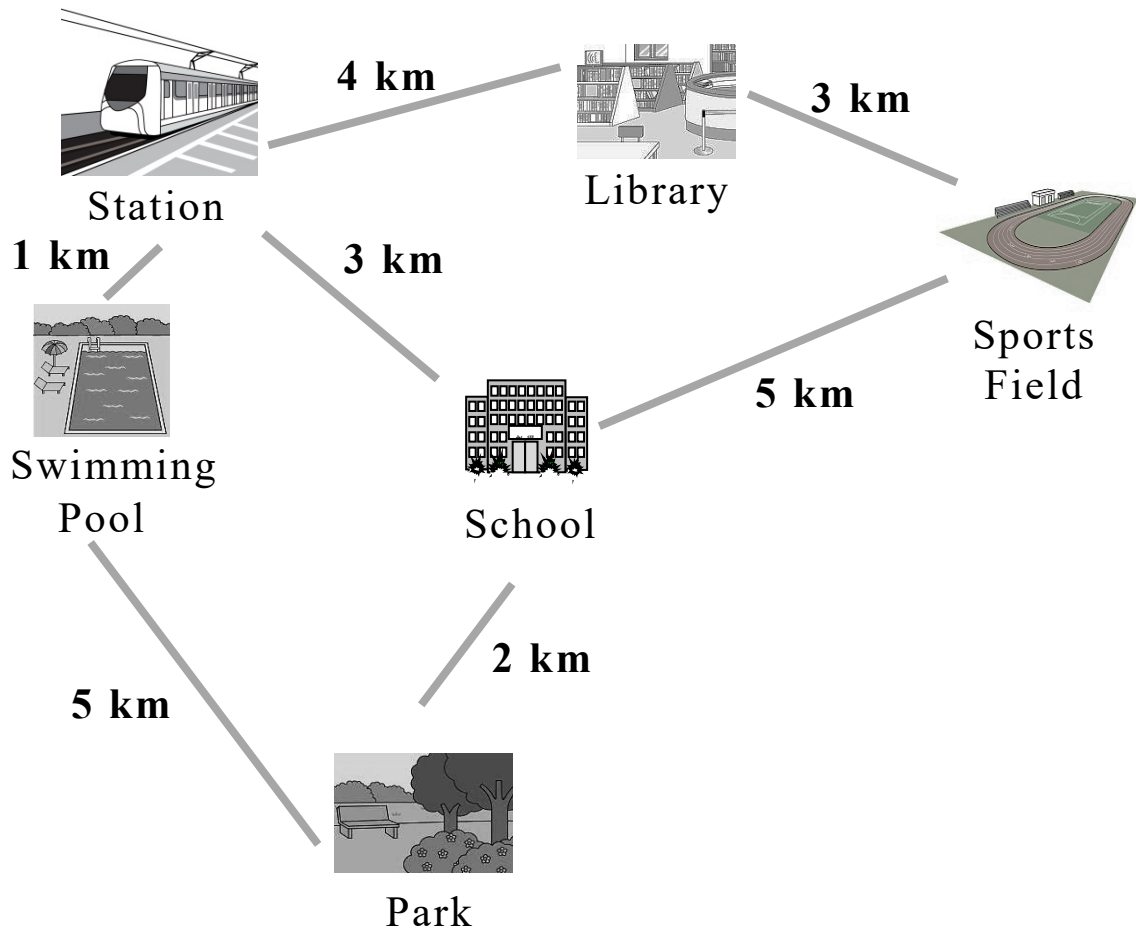 4 km
3 km
Library
Station
1 km
3 km
Sports
Field
5 km
Swimming
Pool
School
2 km
5 km
Park